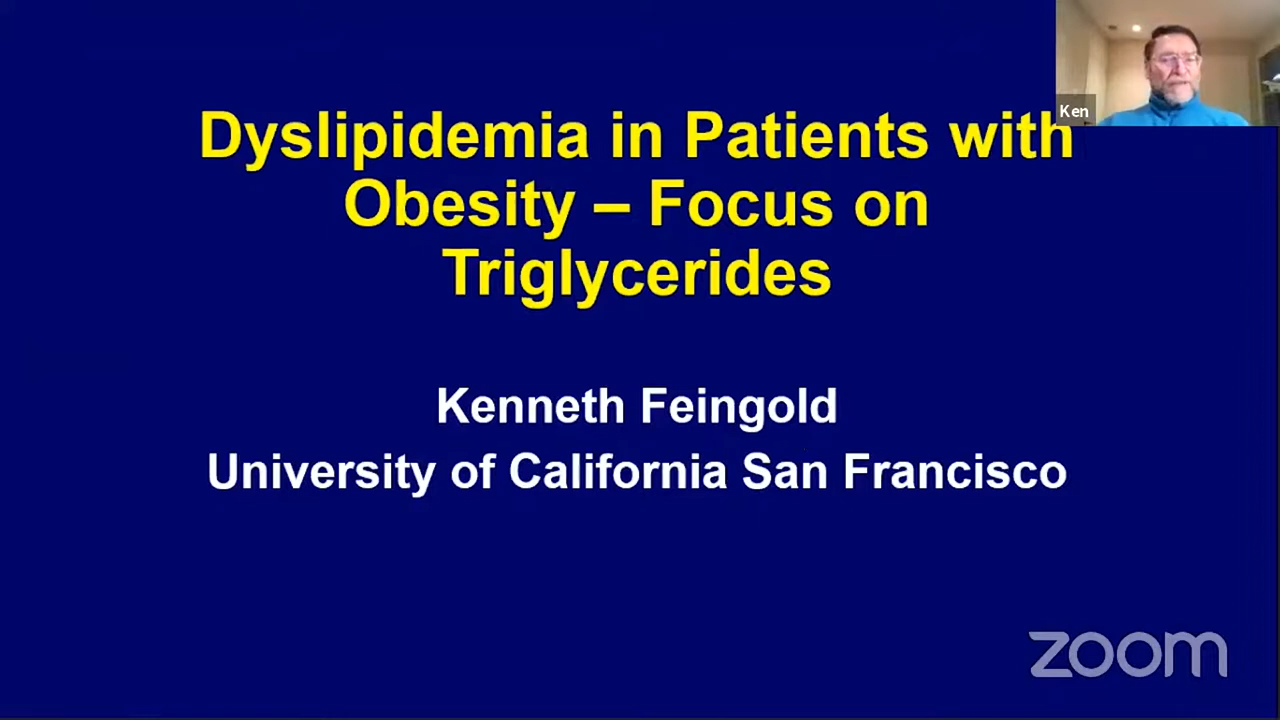 Ken
Dyslipidemia in Patients with
Obesity – Focus on
Triglycerides
Kenneth Feingold
University of California San Francisco
zoom